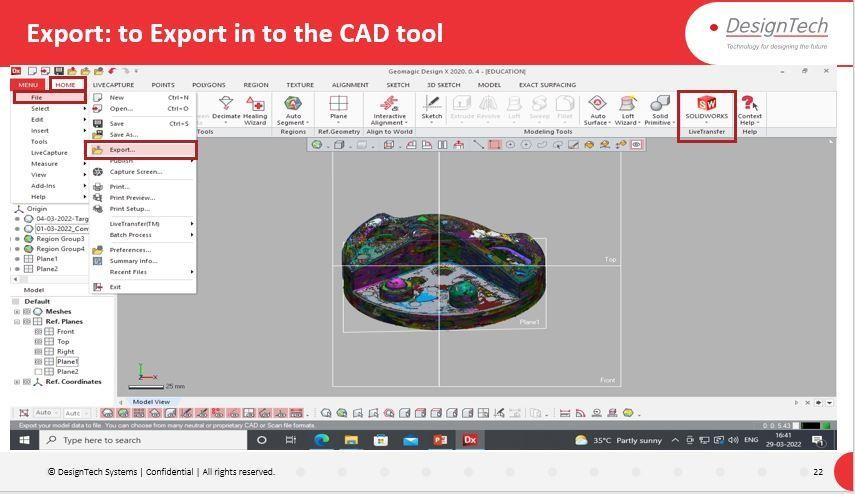 Export: to Export in to the CAD tool
DesignTech
Technology for designing the future
Geomagic Design X 2020, 0, 4 - [EDUCATION]
MENU HOME LIVECAPTURE POINTS POLYGONS REGION TEXTURE ALIGNMENT SKETCH 3D SKETCH MODEL EXACT SURFACING
File
Select
Edit
Insert
Tools
LiveCapture
Measure
View
Add-Ins
Help
New Ctrl+N
Open... Ctrl+O
Save Ctrl+S
Save As...
Export...
Publish
Capture Screen...
Print...
Print Preview...
Print Setup...
LiveTransfer(TM)
Batch Process
Preferences...
Summary Info...
Recent Files
Exit
Decimate Healing Wizard
Tools
Auto Segment
Regions
Plane
Ref.Geometry
Interactive Alignment
Align to World
Sketch Extrude Revolve Loft Sweep Fillet Auto Surface Loft Wizard Solid Primitive
Modeling Tools
SOLIDWORKS
LiveTransfer
Context Help
Help
Origin
04-03-2022-Targ
01-03-2022_Com
Region Group3
Region Group4
Plane1
Plane2
Model
Default
Meshes
Ref. Planes
Front
Top
Right
Plane1
Plane2
Ref. Coordinates
Top
Plane1
Front
Y
X
25 mm
Model View
Auto Auto
Export your model data to file. You can choose from many neutral or proprietary CAD or Scan file formats.
0: 0: 5.43
Type here to search
35°C Partly sunny
ENG
16:41
29-03-2022
© DesignTech Systems | Confidential | All rights reserved.
22